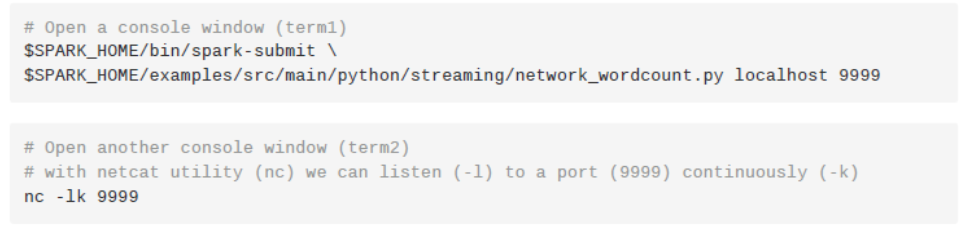 # Open a console window (term1)
$SPARK_HOME/bin/spark-submit \
$SPARK_HOME/examples/src/main/python/streaming/network_wordcount.py localhost 9999
# Open another console window (term2)
# with netcat utility (nc) we can listen (-l) to a port (9999) continuously (-k)
nc -lk 9999